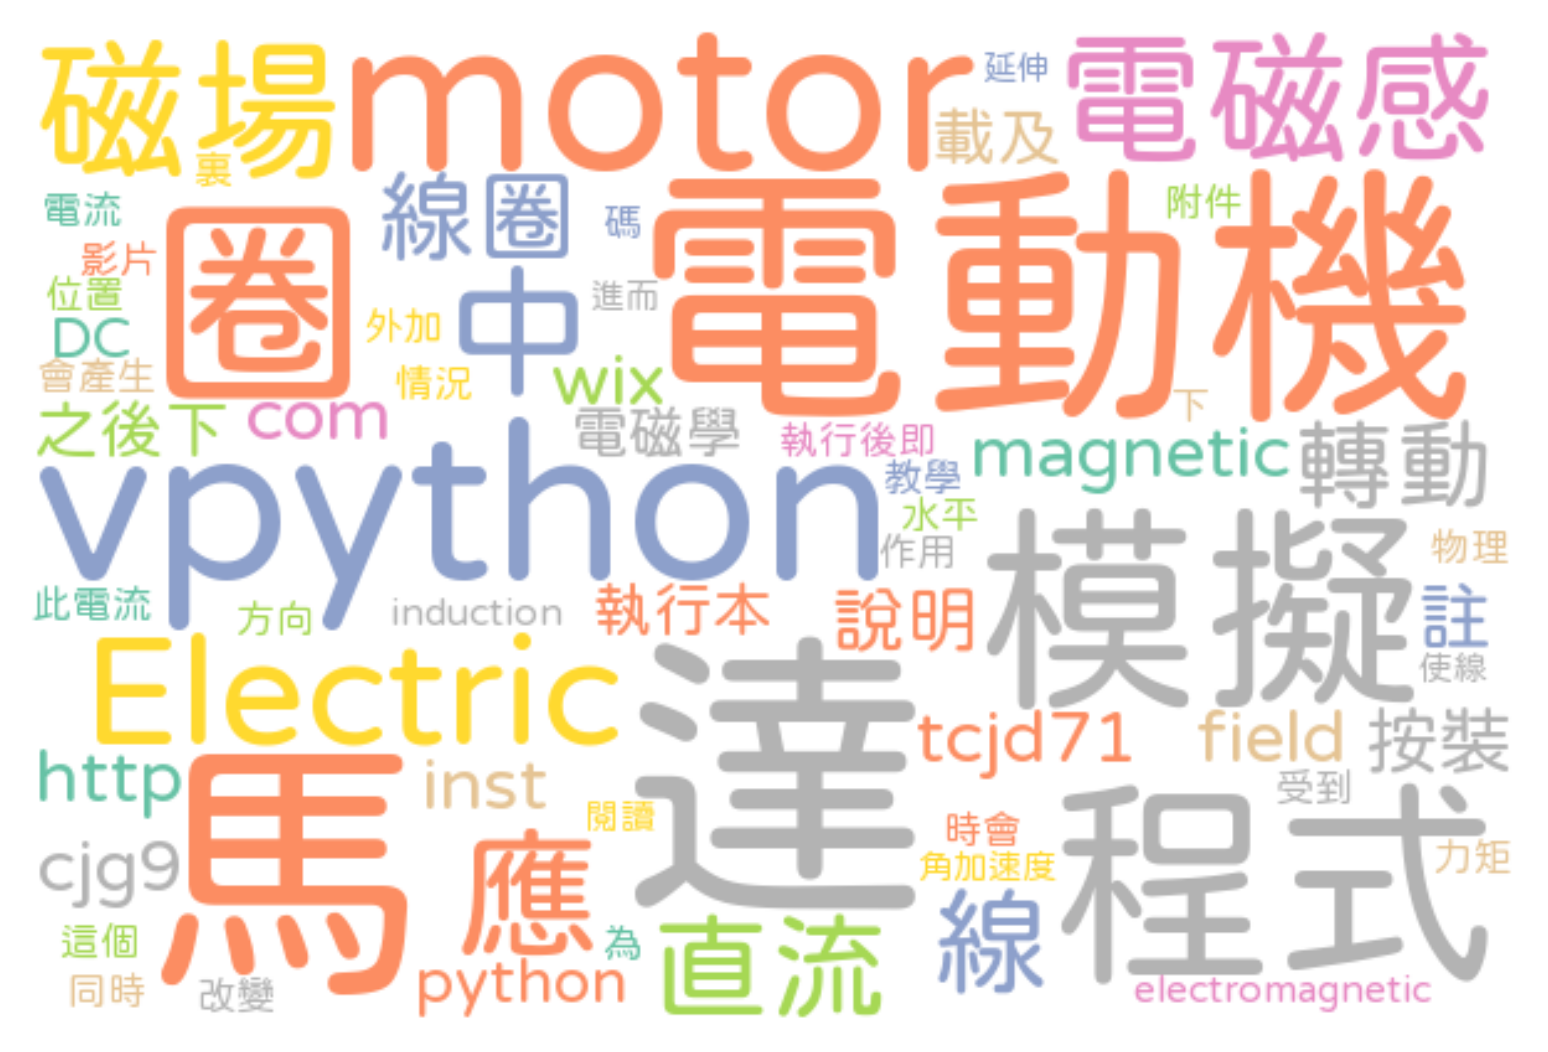 磁場
motor
延伸
電磁感
載及
裏
電流
線圈
碼
電動機
附件
影片
圈
位置
進而
中
外加
DC
會產生
情況
wix
下
之後下
com
電磁學
執行後即
magnetic
轉動
vpython
教學
水平
作用
模擬
物理
此電流
方向
induction
執行本
說明
註
使線
Electric
達
tcjd71
field
按裝
http
馬
inst
閱讀
受到
程式
cjg9
應
時會
角加速度
力矩
這個
為
直流
線
同時
改變
python
electromagnetic